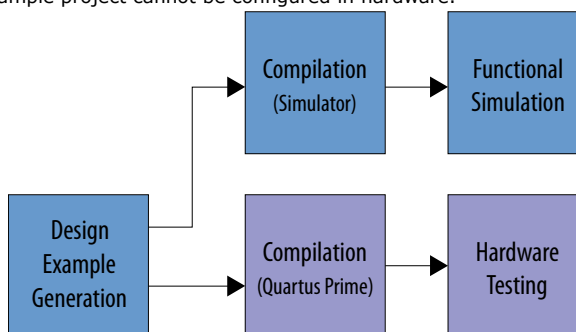 ample project cannot be configured in hardware.
Compilation
(Simulator)
Functional
Simulation
Design
Example
Generation
Compilation
(Quartus Prime)
Hardware
Testing